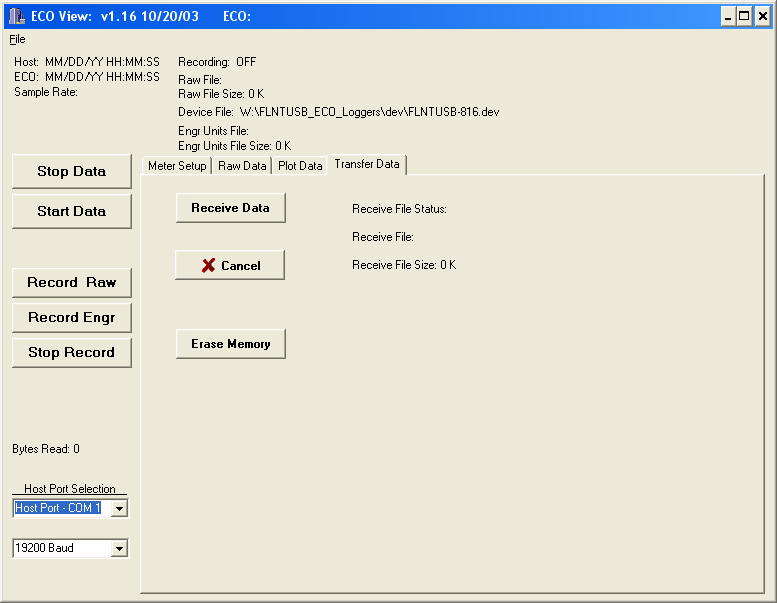 ECO View:  v1.16 10/20/03    ECO:
File
Host:  MM/DD/YY HH:MM:SS
ECO:  MM/DD/YY HH:MM:SS
Sample Rate:
Recording:  OFF
Raw File:
Raw File Size: 0 K
Device File:  W:\FLNTUSB_ECO_Loggers\dev\FLNTUSB-816.dev
Engr Units File:
Engr Units File Size: 0 K
Stop Data
Start Data
Record  Raw
Record Engr
Stop Record
Bytes Read: 0
Host Port Selection
Host Port - COM 1
19200 Baud
Meter Setup
Raw Data
Plot Data
Transfer Data
Receive Data
Cancel
Erase Memory
Receive File Status:
Receive File:
Receive File Size: 0 K